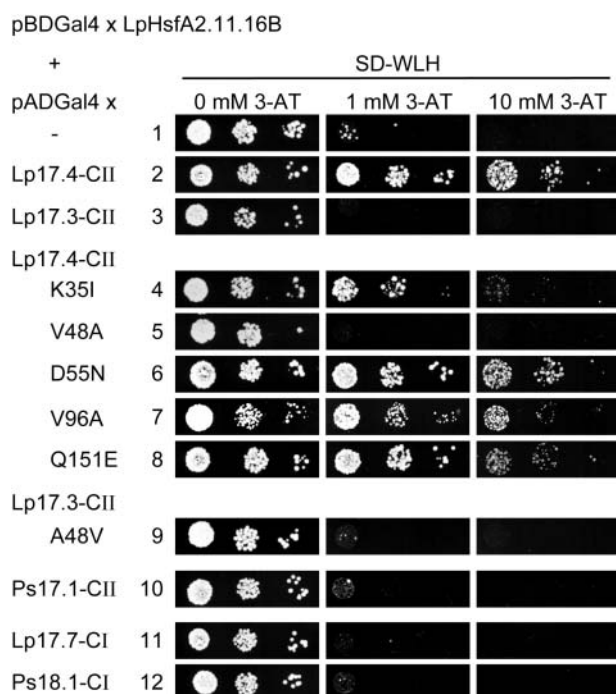 pBDGal4 x LpHsfA2.11.16B
+ SD-WLH
pADGal4 x 0 mM 3-AT 1 mM 3-AT 10 mM 3-AT
- 1
Lp17.4-CII 2
Lp17.3-CII 3
Lp17.4-CII
K35I 4
V48A 5
D55N 6
V96A 7
Q151E 8
Lp17.3-CII
A48V 9
Ps17.1-CII 10
Lp17.7-CI 11
Ps18.1-CI 12